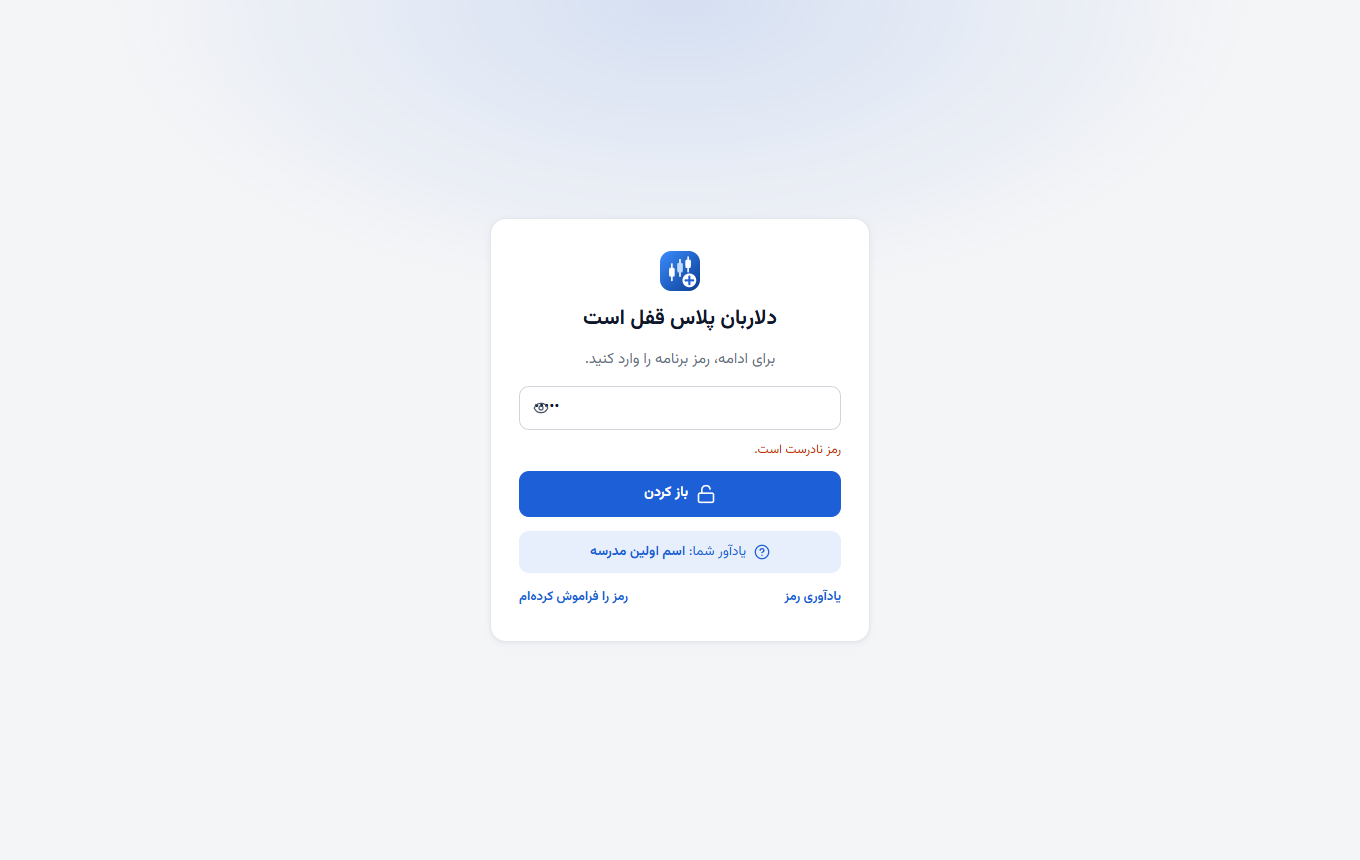 دلاربان پلاس قفل است
برای ادامه، رمز برنامه را وارد کنید.
رمز نادرست است.
باز کردن
یادآور شما: اسم اولین مدرسه
یادآوری رمز
رمز را فراموش کرده‌ام